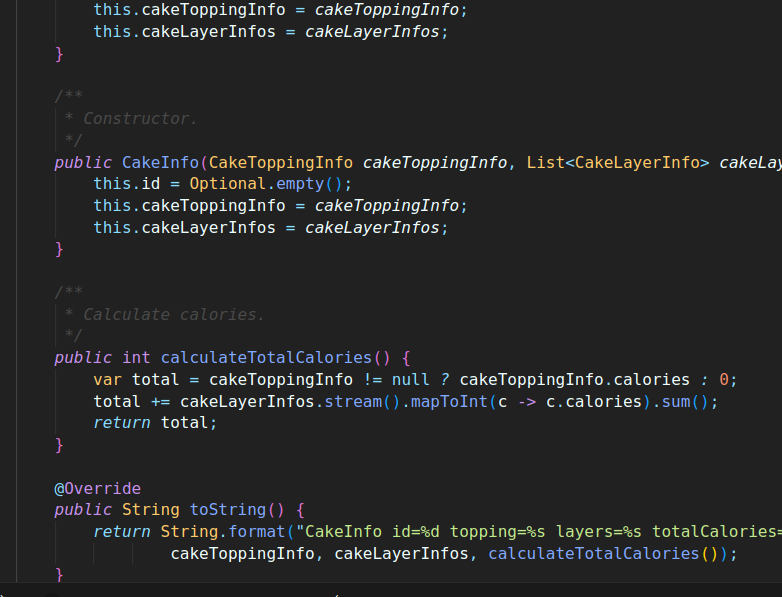 this.cakeToppingInfo = cakeToppingInfo;
this.cakeLayerInfos = cakeLayerInfos;
}
/**
* Constructor.
*/
public CakeInfo(CakeToppingInfo cakeToppingInfo, List<CakeLayerInfo> cakeLay
this.id = Optional.empty();
this.cakeToppingInfo = cakeToppingInfo;
this.cakeLayerInfos = cakeLayerInfos;
}
/**
* Calculate calories.
*/
public int calculateTotalCalories() {
var total = cakeToppingInfo != null ? cakeToppingInfo.calories : 0;
total += cakeLayerInfos.stream().mapToInt(c -> c.calories).sum();
return total;
}
@Override
public String toString() {
return String.format("CakeInfo id=%d topping=%s layers=%s totalCalories=
cakeToppingInfo, cakeLayerInfos, calculateTotalCalories());
}